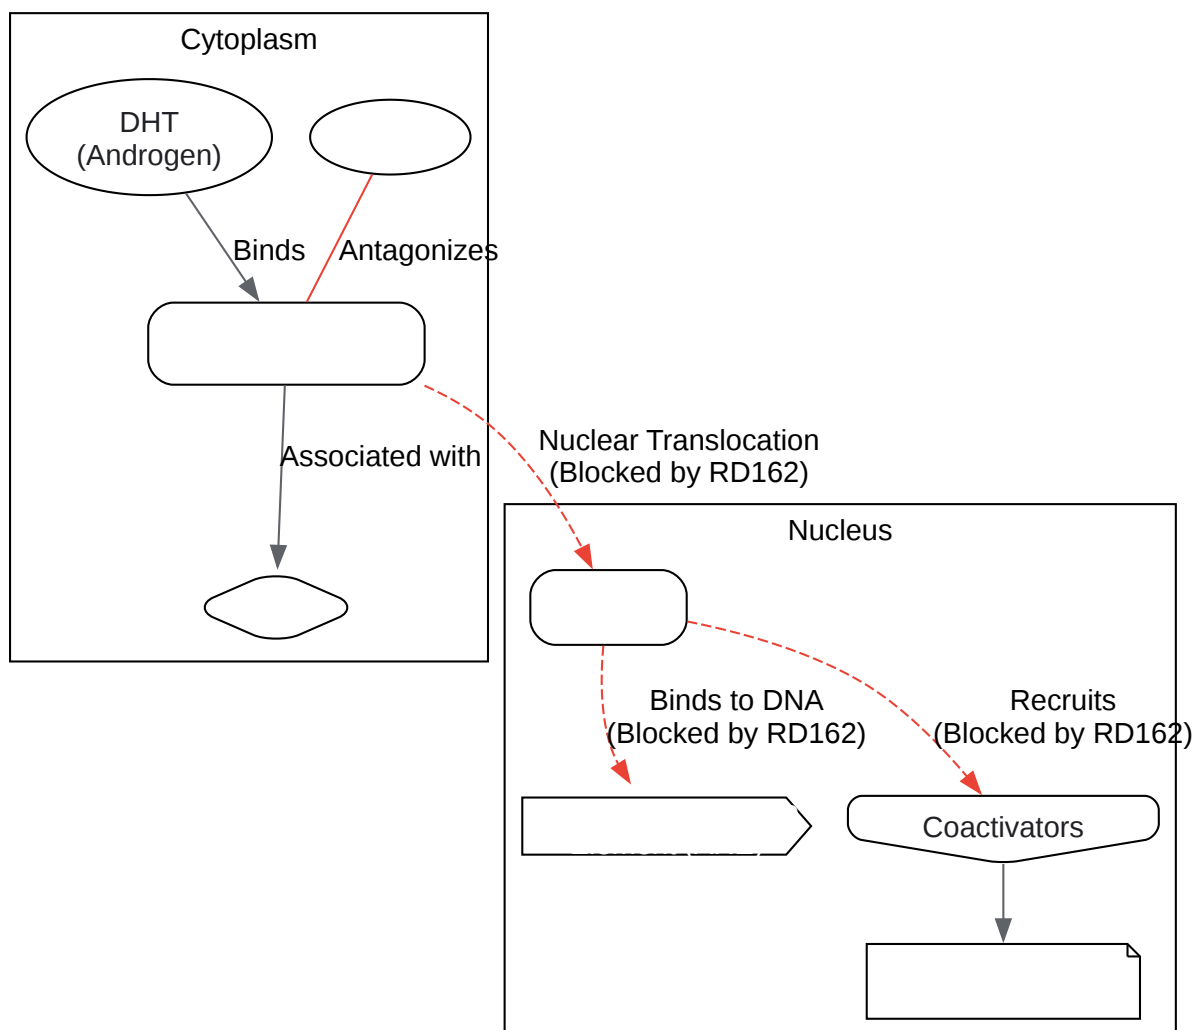 Cytoplasm
DHT
(Androgen)
Binds
Antagonizes
Associated with
Nuclear Translocation
(Blocked by RD162)
Nucleus
Binds to DNA
(Blocked by RD162)
Recruits
(Blocked by RD162)
Coactivators